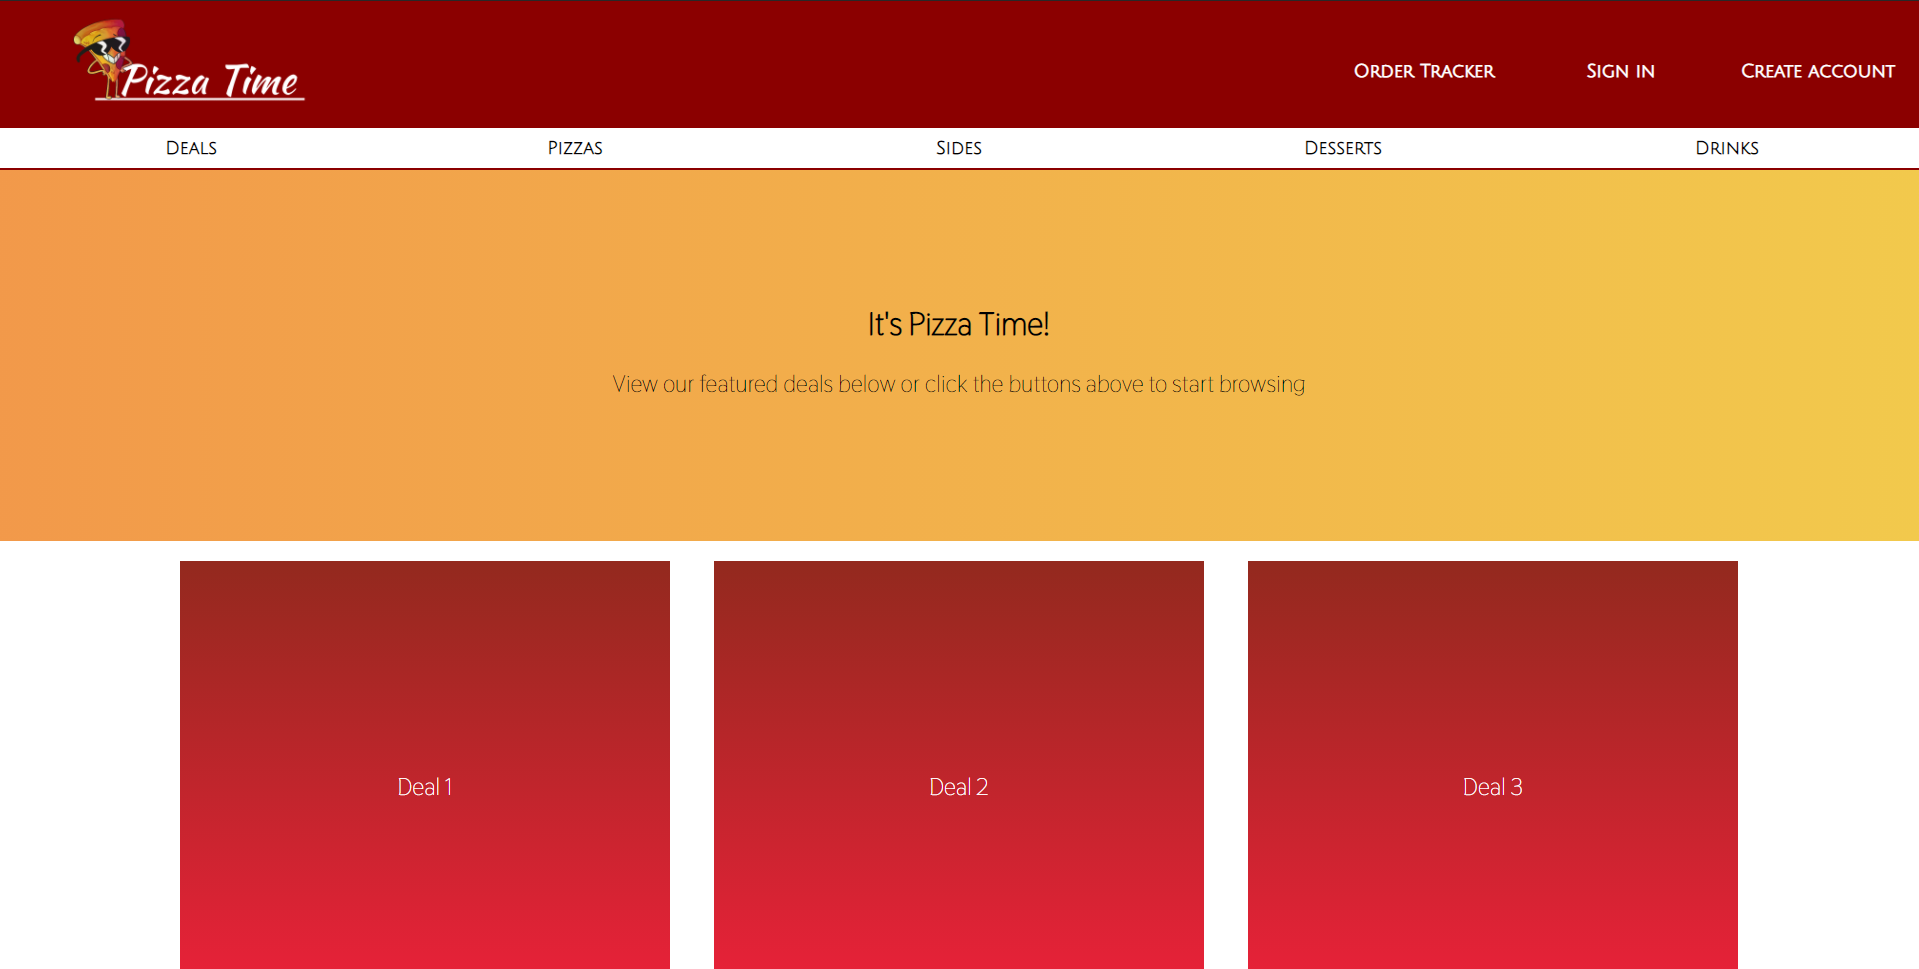 Pizza Time
Order Tracker
Sign in
Create account
Deals
Pizzas
Sides
Desserts
Drinks
It's Pizza Time!
View our featured deals below or click the buttons above to start browsing
Deal 1
Deal 2
Deal 3